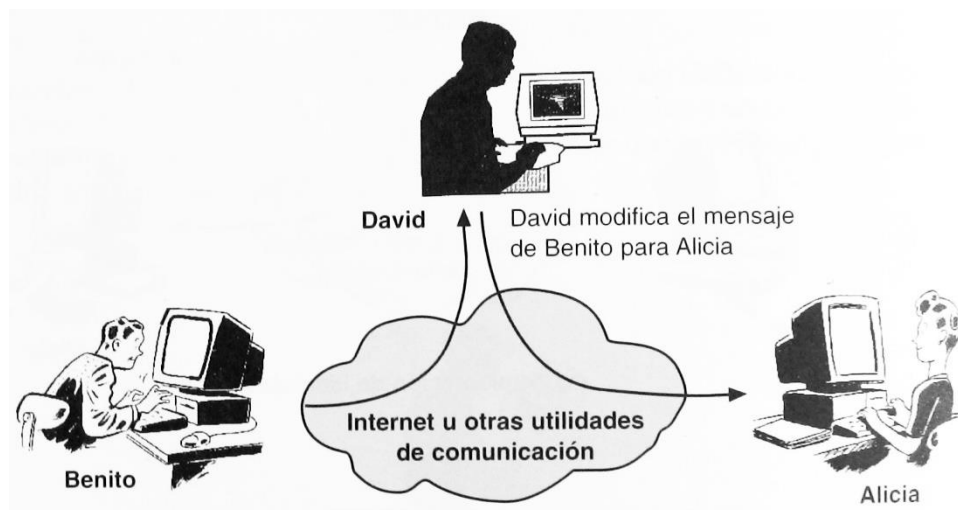 David
David modifica el mensaje
de Benito para Alicia
Internet u otras utilidades
de comunicación
Benito
Alicia